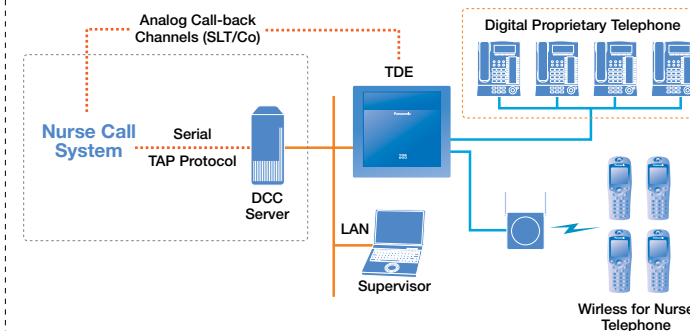 Analog Call-back
Channels (SLT/Co)
Digital Proprietary Telephone
TDE
Panasonic
Nurse Call
System
Serial
TAP Protocol
DCC
Server
LAN
Supervisor
Wirless for Nurse
Telephone